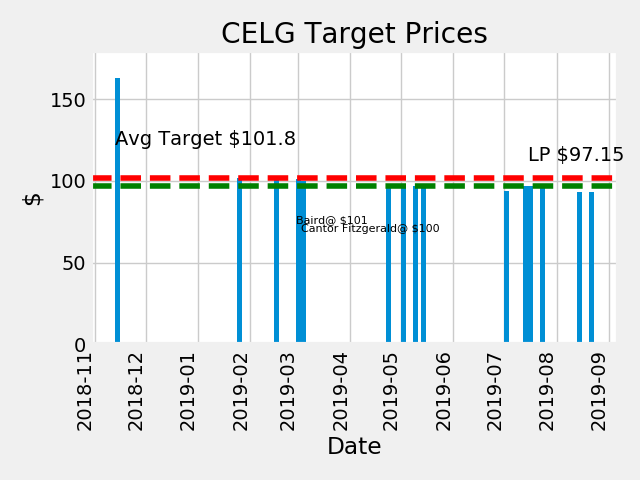 CELG Target Prices
150
100
50
0
$
Avg Target $101.8
LP $97.15
Baird@ $101
Cantor Fitzgerald@ $100
2018-11
2018-12
2019-01
2019-02
2019-03
2019-04
2019-05
2019-06
2019-07
2019-08
2019-09
Date